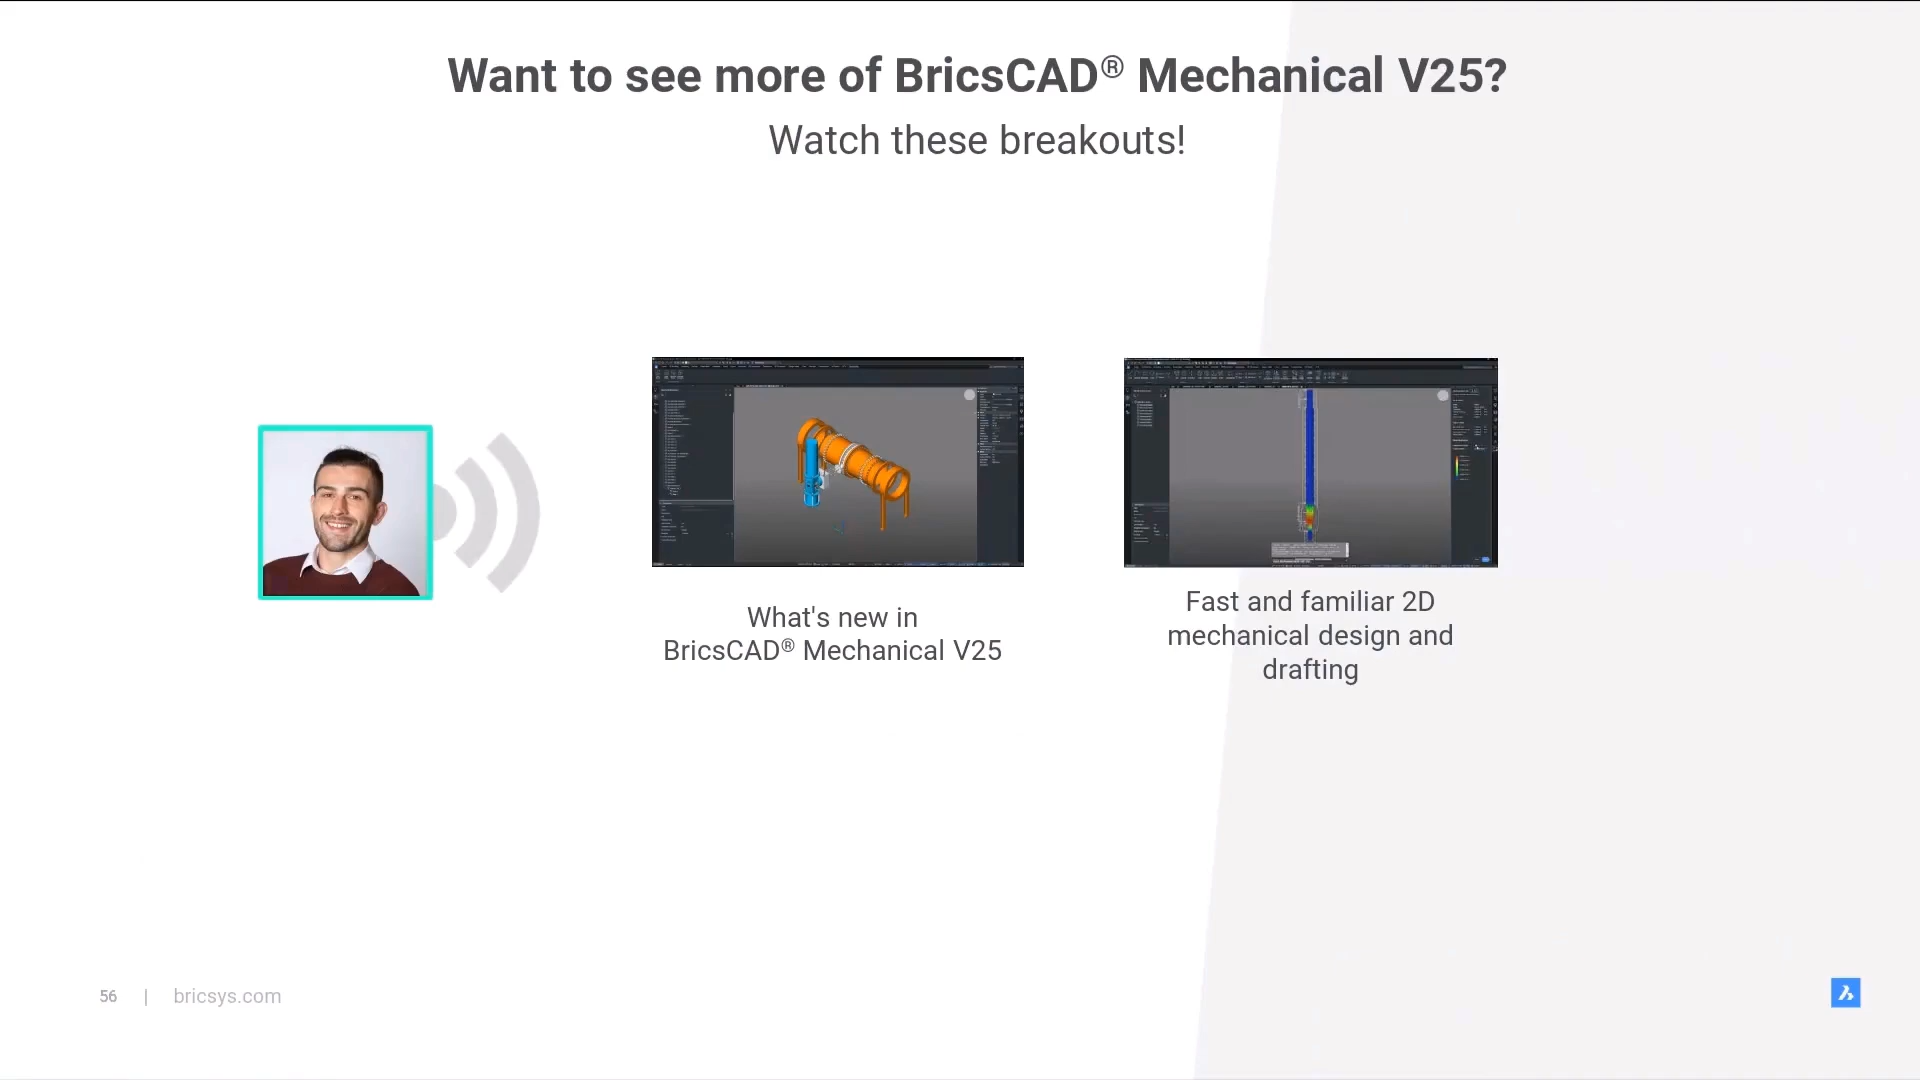 Want to see more of BricsCAD® Mechanical V25?
Watch these breakouts!
What's new in
BricsCAD® Mechanical V25
Fast and familiar 2D
mechanical design and
drafting
56 | bricsys.com